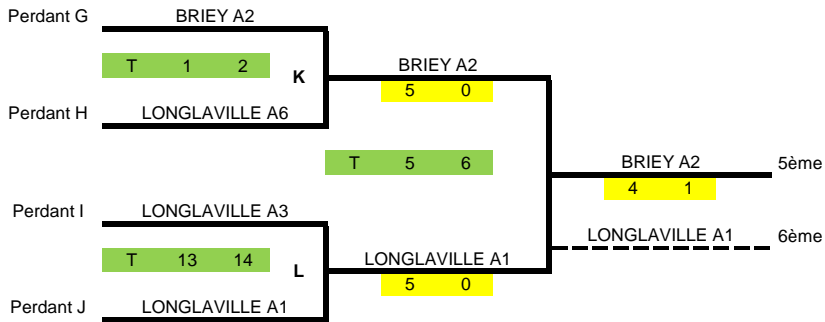 Perdant G BRIEY A2
T 1 2 K BRIEY A2
5 0
Perdant H LONGLAVILLE A6
T 5 6 BRIEY A2 5ème
4 1
Perdant I LONGLAVILLE A3
LONGLAVILLE A1 6ème
T 13 14 L LONGLAVILLE A1
5 0
Perdant J LONGLAVILLE A1